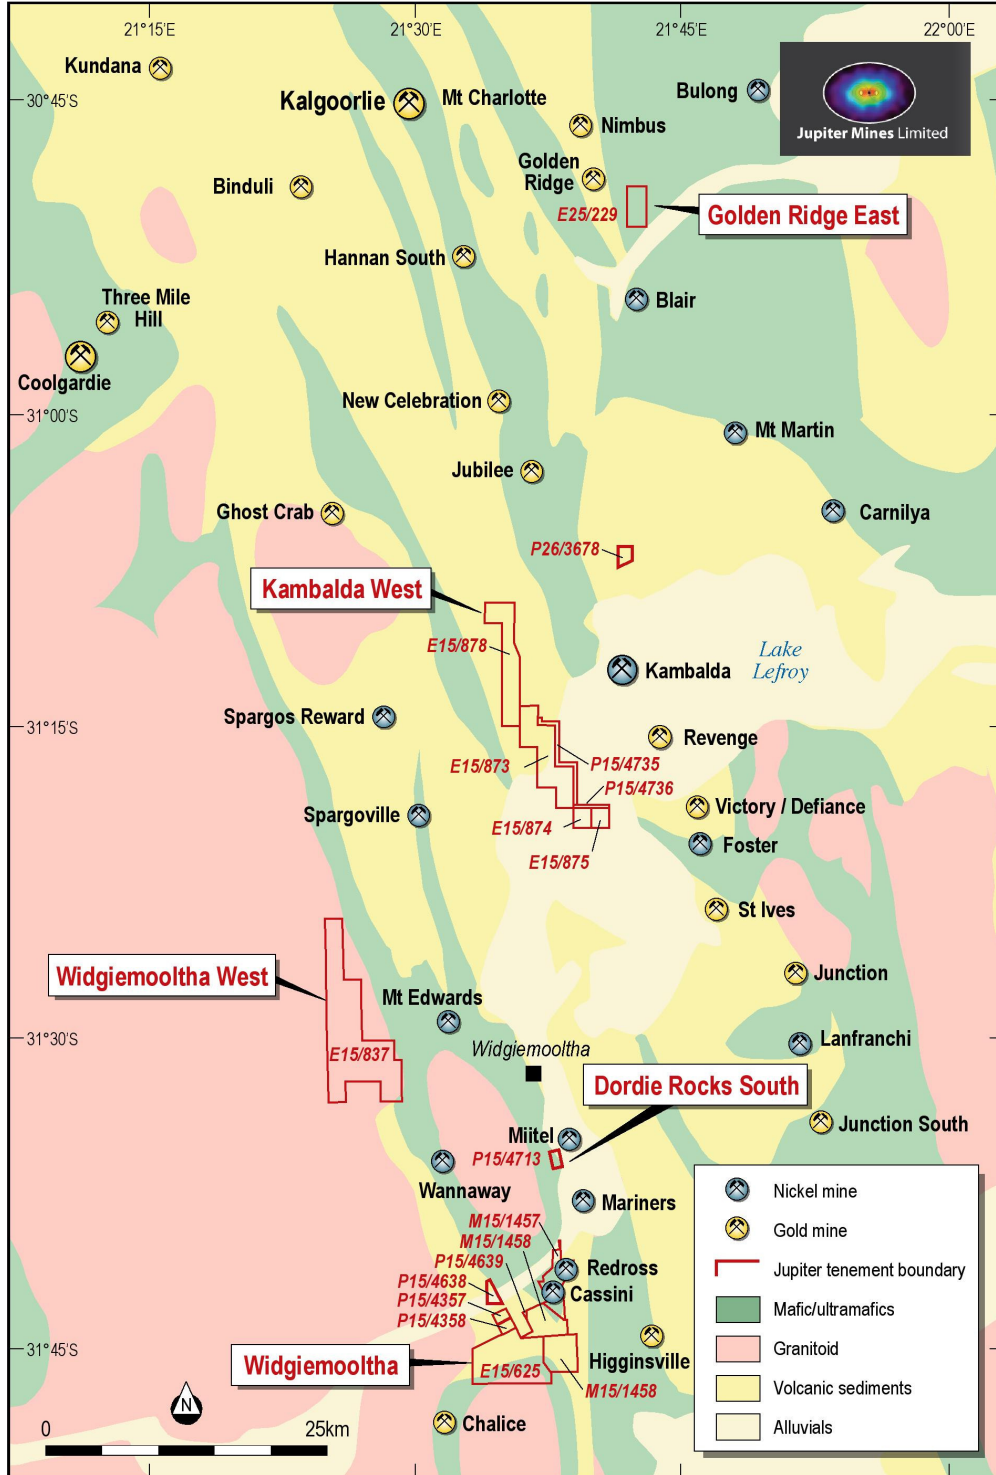 21°15'E
21°30'E
21°45'E
22°00'E
Kundana
30°45'S
Kalgoorlie
Mt Charlotte
Bulong
Jupiter Mines Limited
Nimbus
Golden
Ridge
Binduli
E25/229
Golden Ridge East
Hannan South
Blair
Three Mile
Hill
Coolgardie
New Celebration
31°00'S
Mt Martin
Jubilee
Ghost Crab
Carnilya
P26/3678
Kambalda West
E15/878
Lake
Lefroy
Kambalda
Spargos Reward
31°15'S
Revenge
E15/873
P15/4735
P15/4736
Victory / Defiance
Spargoville
E15/874
Foster
E15/875
St Ives
Widgiemooltha West
Junction
Mt Edwards
31°30'S
Lanfranchi
E15/837
Widgiemooltha
Dordie Rocks South
Junction South
Miitel
P15/4713
Wannaway
Mariners
M15/1457
M15/1458
P15/4639
Redross
P15/4638
Cassini
P15/4357
P15/4358
31°45'S
Widgiemooltha
E15/625
Higginsville
M15/1458
Chalice
N
0
25km
Nickel mine
Gold mine
Jupiter tenement boundary
Mafic/ultramafics
Granitoid
Volcanic sediments
Alluvials